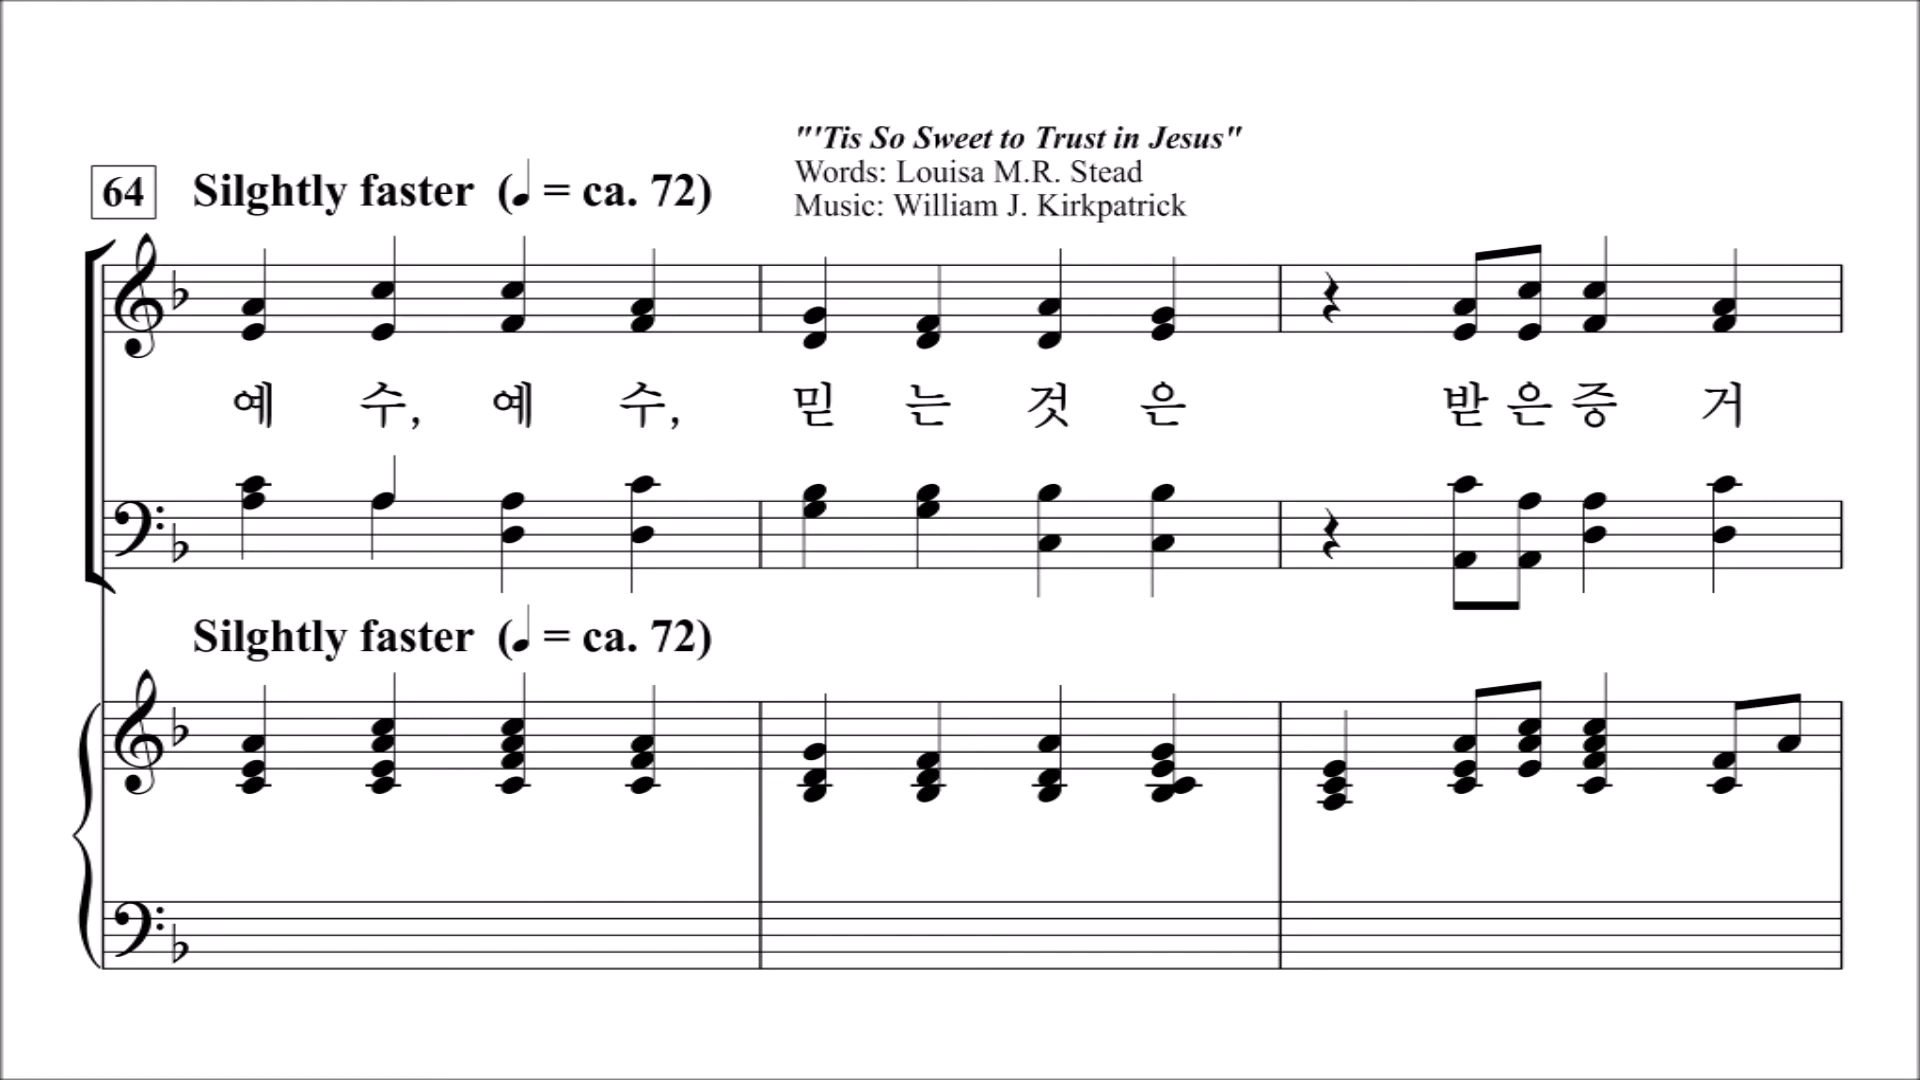 "'Tis So Sweet to Trust in Jesus"
Words: Louisa M.R. Stead
Music: William J. Kirkpatrick
64 Silghtly faster (♩ = ca. 72)
예 수, 예 수, 믿 는 것 은 받 은 증 거
Silghtly faster (♩ = ca. 72)